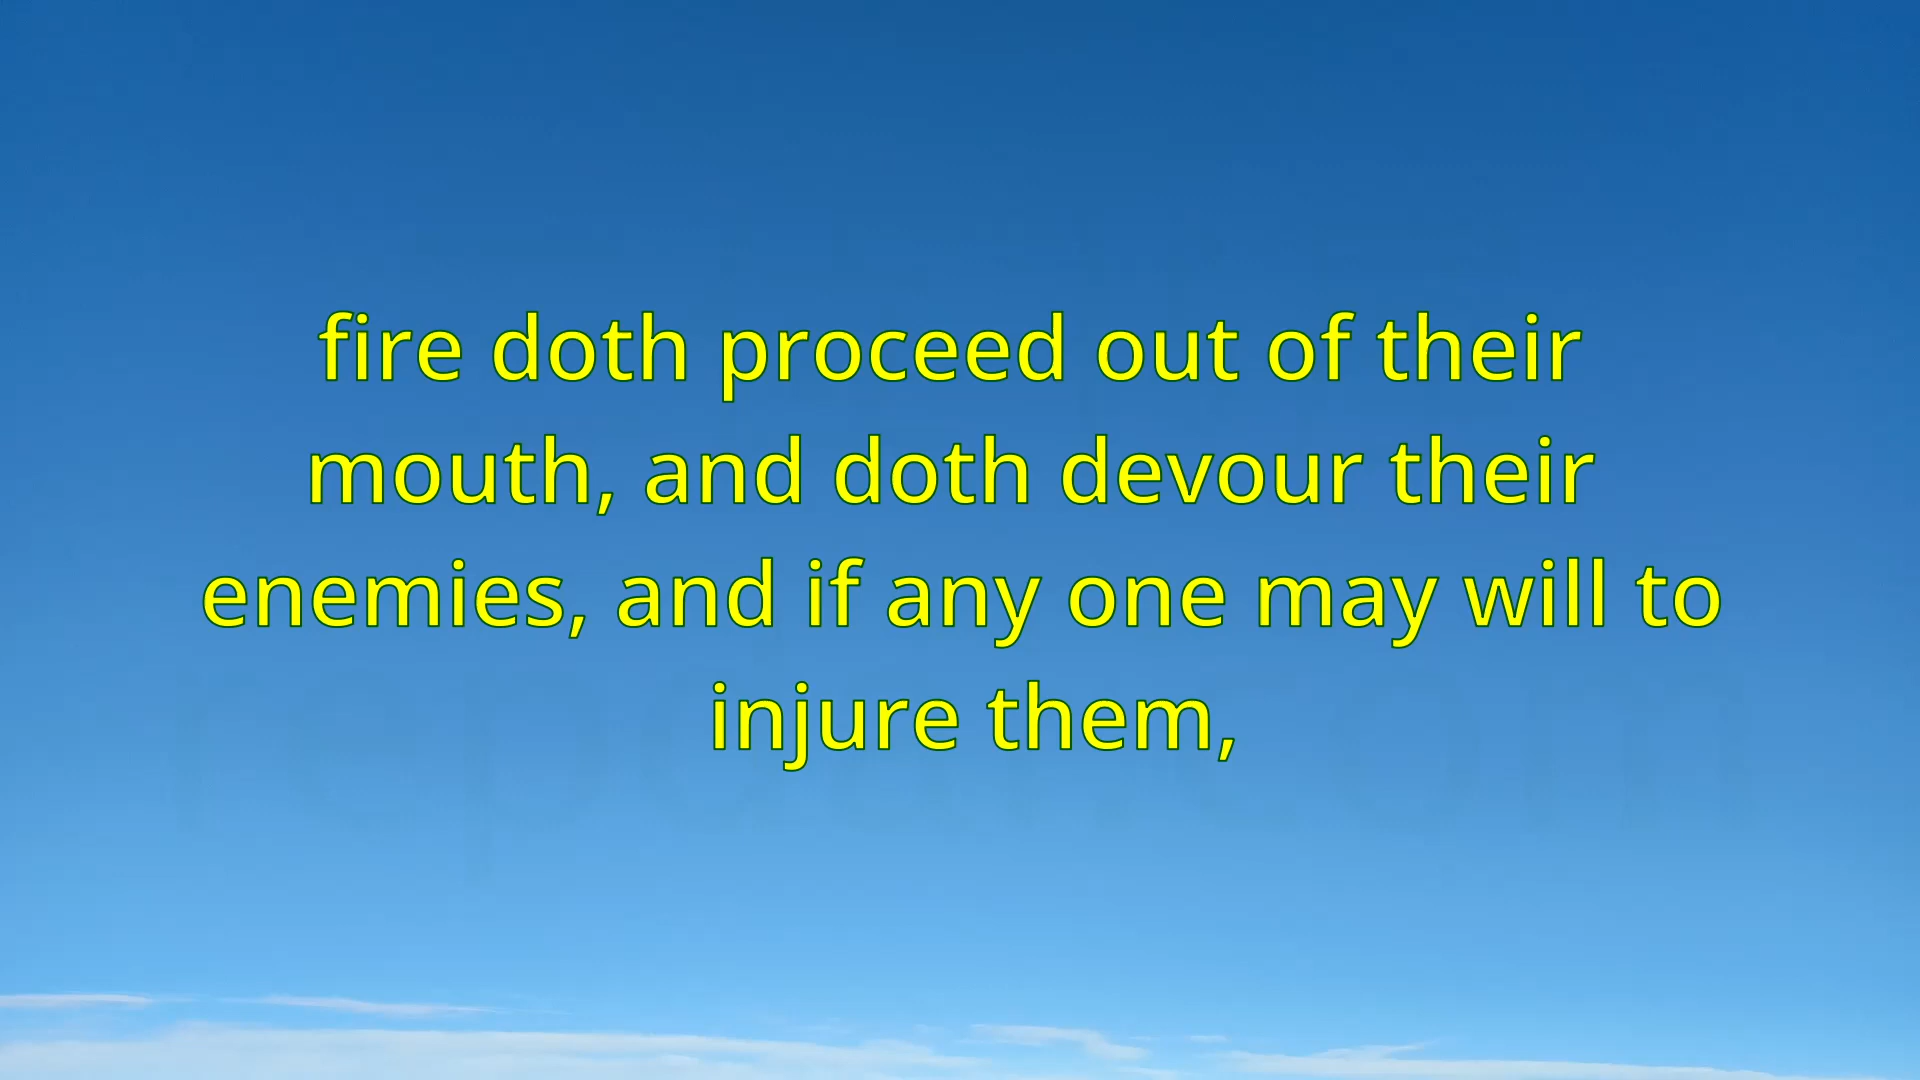 fire doth proceed out of their
mouth, and doth devour their
enemies, and if any one may will to
injure them,